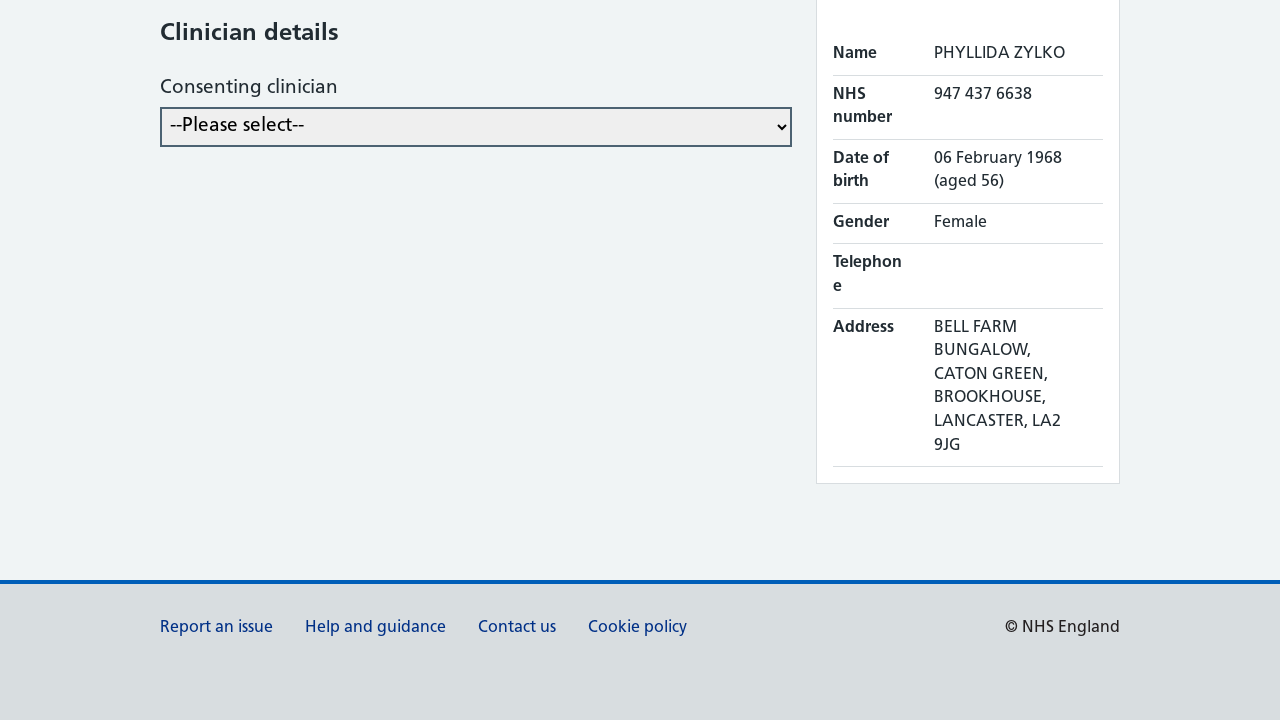 Clinician details
Consenting clinician
--Please select--
Name PHYLLIDA ZYLKO
NHS 947 437 6638
number
Date of 06 February 1968
birth (aged 56)
Gender Female
Telephon
e
Address BELL FARM
BUNGALOW,
CATON GREEN,
BROOKHOUSE,
LANCASTER, LA2
9JG
Report an issue Help and guidance Contact us Cookie policy © NHS England